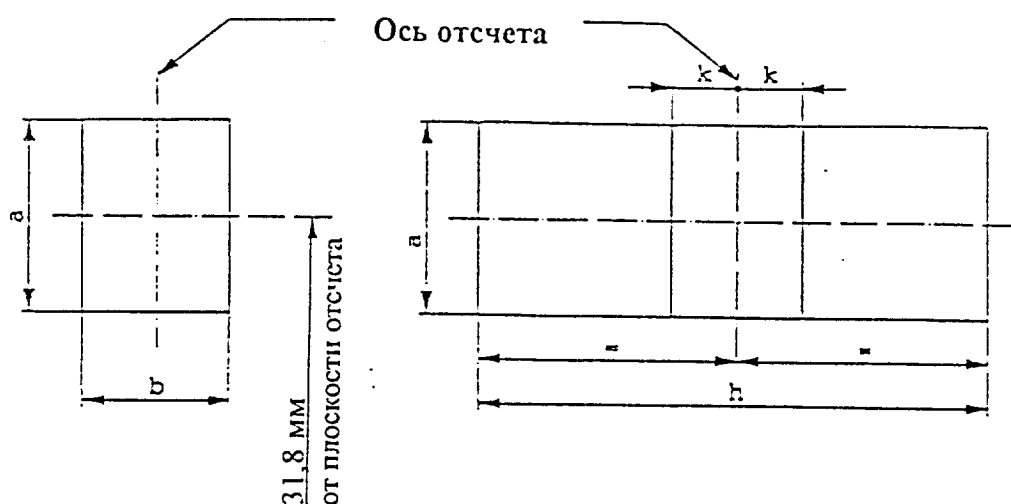 Ось отсчета
k k
a
a
b
h
= =
31,8 мм
от плоскости отсчета